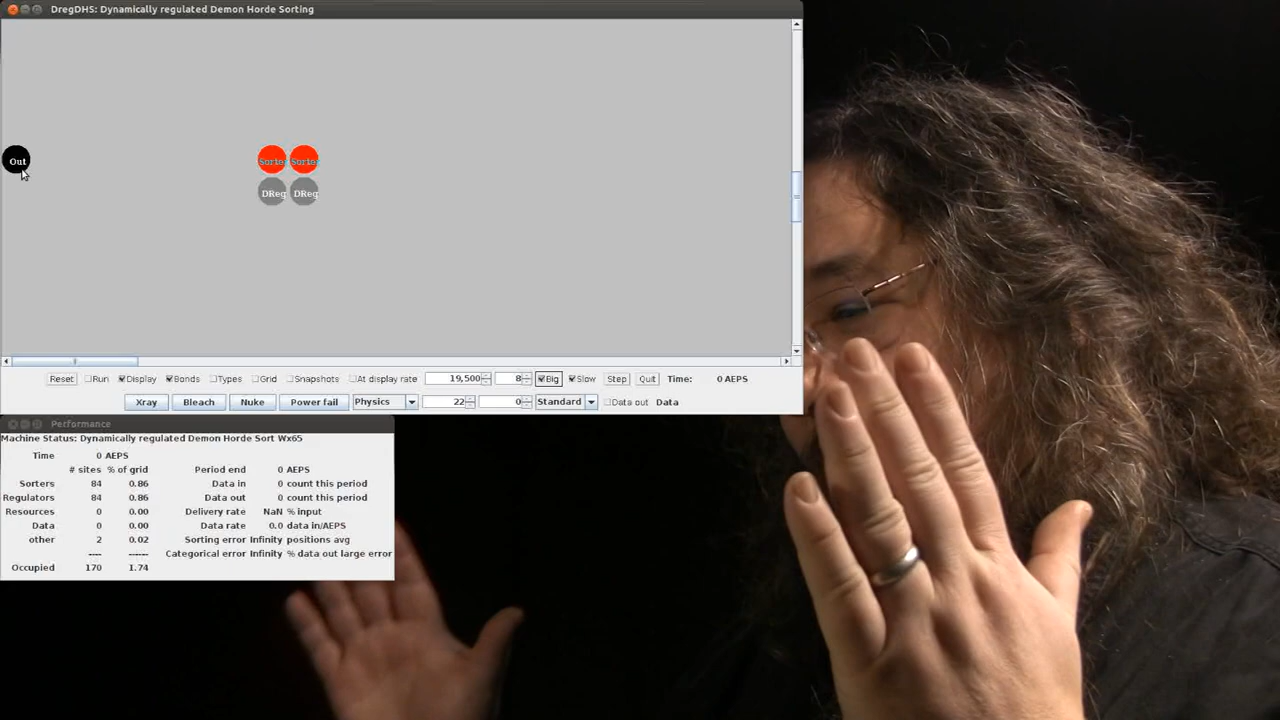 DregDHS: Dynamically regulated Demon Horde Sorting
Out
Sorter Sorter
DReg DReg
Reset Run Display Bonds Types Grid Snapshots At display rate 19,500 8 Big Slow Step Quit Time: 0 AEPS
Xray Bleach Nuke Power fail Physics 22 0 Standard Data out Data
Performance
Machine Status: Dynamically regulated Demon Horde Sort Wx65
Time 0 AEPS
# sites % of grid Period end 0 AEPS
Sorters 84 0.86 Data in 0 count this period
Regulators 84 0.86 Data out 0 count this period
Resources 0 0.00 Delivery rate NaN % input
Data 0 0.00 Data rate 0.0 data in/AEPS
other 2 0.02 Sorting error Infinity positions avg
---- ------ Categorical error Infinity % data out large error
Occupied 170 1.74